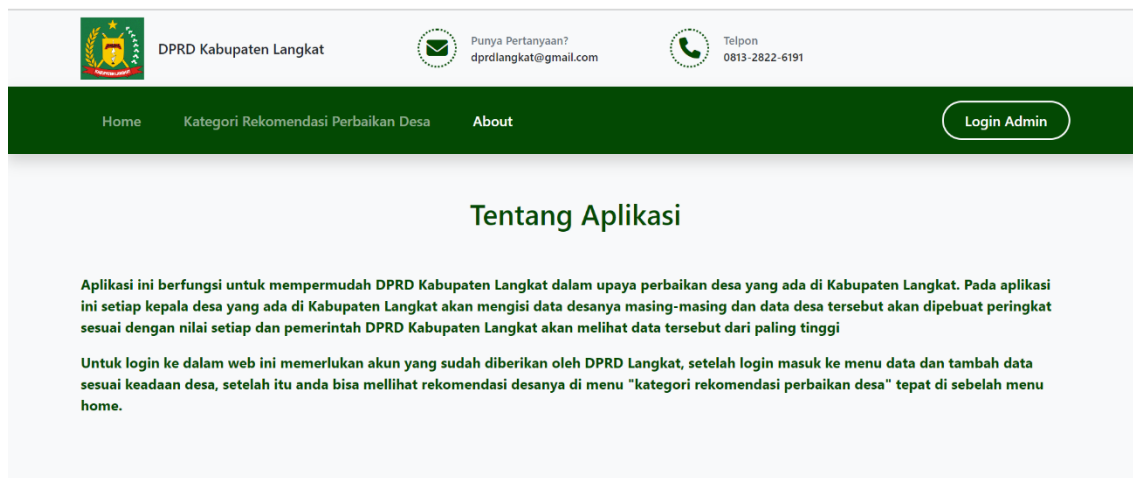 DPRD Kabupaten Langkat
Punya Pertanyaan?
dprdlangkat@gmail.com
Telpon
0813-2822-6191
Home
Kategori Rekomendasi Perbaikan Desa
About
Login Admin
Tentang Aplikasi
Aplikasi ini berfungsi untuk mempermudah DPRD Kabupaten Langkat dalam upaya perbaikan desa yang ada di Kabupaten Langkat. Pada aplikasi
ini setiap kepala desa yang ada di Kabupaten Langkat akan mengisi data desanya masing-masing dan data desa tersebut akan dipebuat peringkat
sesuai dengan nilai setiap dan pemerintah DPRD Kabupaten Langkat akan melihat data tersebut dari paling tinggi
Untuk login ke dalam web ini memerlukan akun yang sudah diberikan oleh DPRD Langkat, setelah login masuk ke menu data dan tambah data
sesuai keadaan desa, setelah itu anda bisa mellihat rekomendasi desanya di menu "kategori rekomendasi perbaikan desa" tepat di sebelah menu
home.